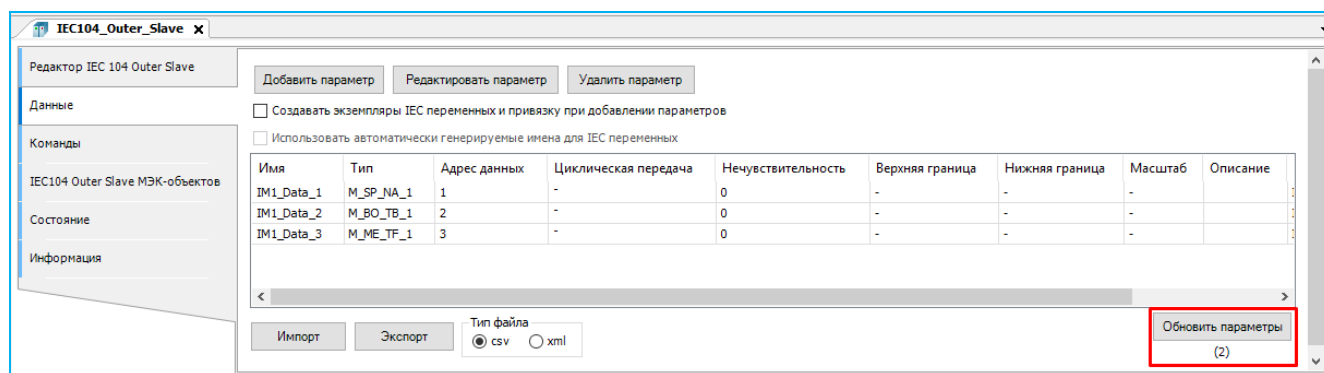 IEC104_Outer_Slave x
Редактор IEC 104 Outer Slave
Данные
Команды
IEC104 Outer Slave МЭК-объектов
Состояние
Информация
Добавить параметр Редактировать параметр Удалить параметр
Создавать экземпляры IEC переменных и привязку при добавлении параметров
Использовать автоматически генерируемые имена для IEC переменных
Имя Тип Адрес данных Циклическая передача Нечувствительность Верхняя граница Нижняя граница Масштаб Описание
IM1_Data_1 M_SP_NA_1 1 - 0 - - -
IM1_Data_2 M_BO_TB_1 2 - 0 - - -
IM1_Data_3 M_ME_TF_1 3 - 0 - - -
Импорт Экспорт Тип файла csv xml
Обновить параметры
(2)